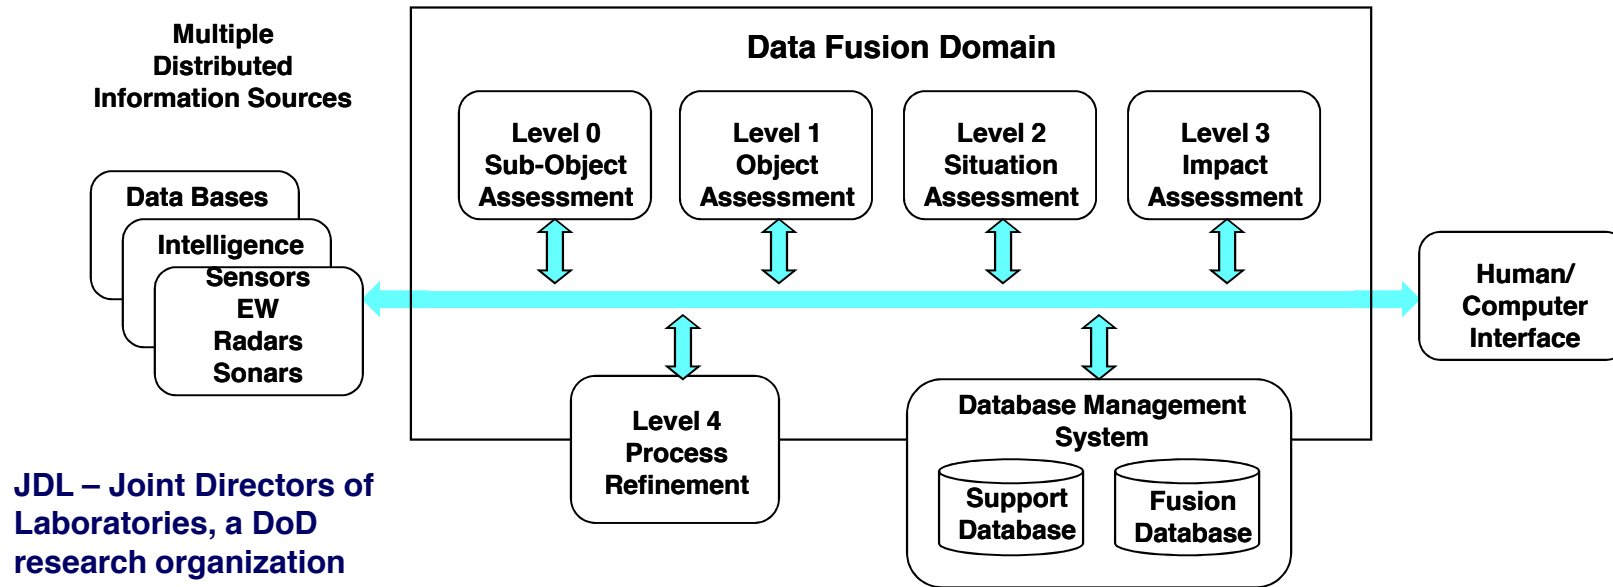 Multiple
Distributed
Information Sources
Data Fusion Domain
Level 0
Sub-Object
Assessment
Level 1
Object
Assessment
Level 2
Situation
Assessment
Level 3
Impact
Assessment
Data Bases
Intelligence
Sensors
EW
Radars
Sonars
Human/
Computer
Interface
Level 4
Process
Refinement
Database Management
System
Support
Database
Fusion
Database
JDL – Joint Directors of
Laboratories, a DoD
research organization